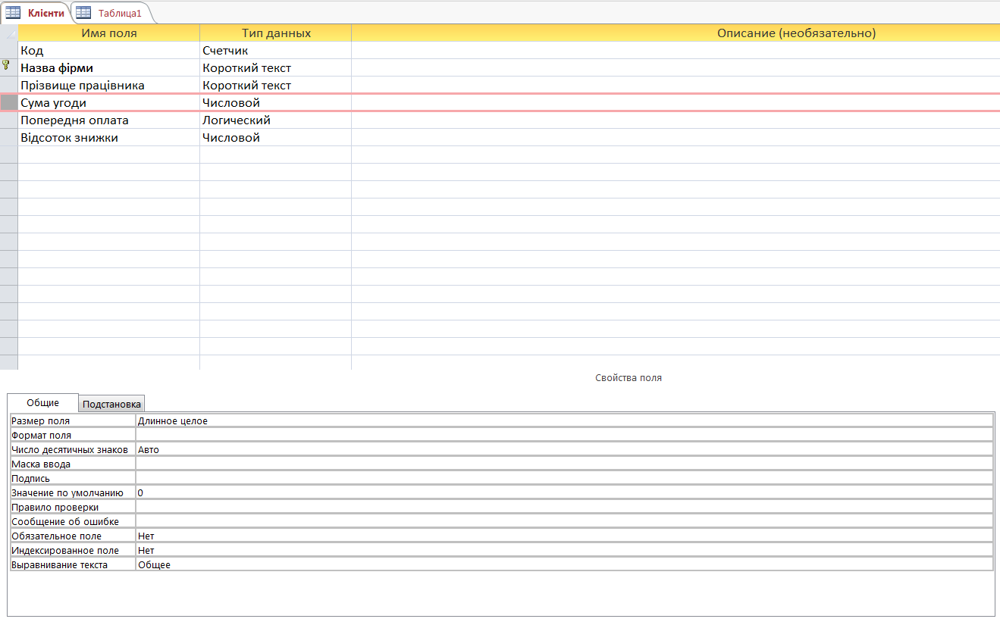 Клієнти Таблица1
Имя поля Тип данных Описание (необязательно)
Код Счетчик
Назва фірми Короткий текст
Прізвище працівника Короткий текст
Сума угоди Числовой
Попередня оплата Логический
Відсоток знижки Числовой
Свойства поля
Общие Подстановка
Размер поля Длинное целое
Формат поля
Число десятичных знаков Авто
Маска ввода
Подпись
Значение по умолчанию 0
Правило проверки
Сообщение об ошибке
Обязательное поле Нет
Индексированное поле Нет
Выравнивание текста Общее